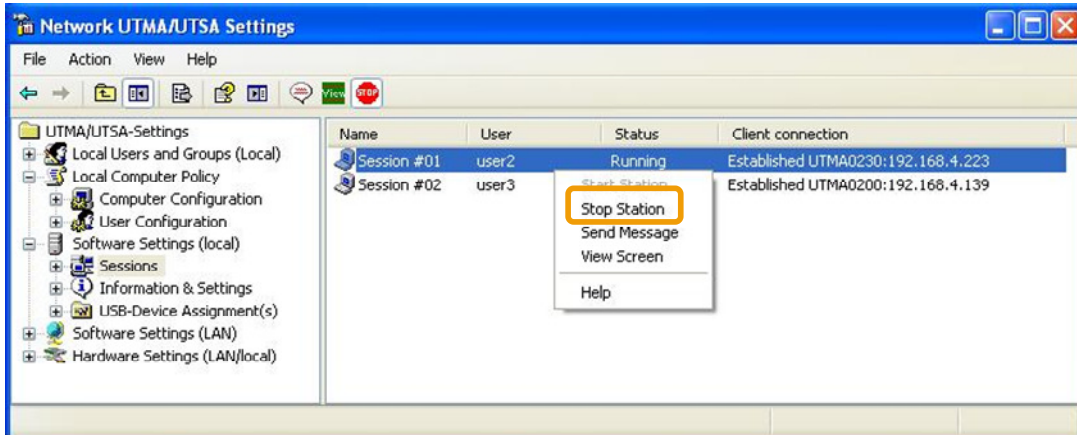 Network UTMA/UTSA Settings
File Action View Help
View STOP
UTMA/UTSA-Settings
Local Users and Groups (Local)
Local Computer Policy
Computer Configuration
User Configuration
Software Settings (local)
Sessions
Information & Settings
USB-Device Assignment(s)
Software Settings (LAN)
Hardware Settings (LAN/local)
Name User Status Client connection
Session #01 user2 Running Established UTMA0230:192.168.4.223
Session #02 user3 Established UTMA0200:192.168.4.139
Start Station
Stop Station
Send Message
View Screen
Help